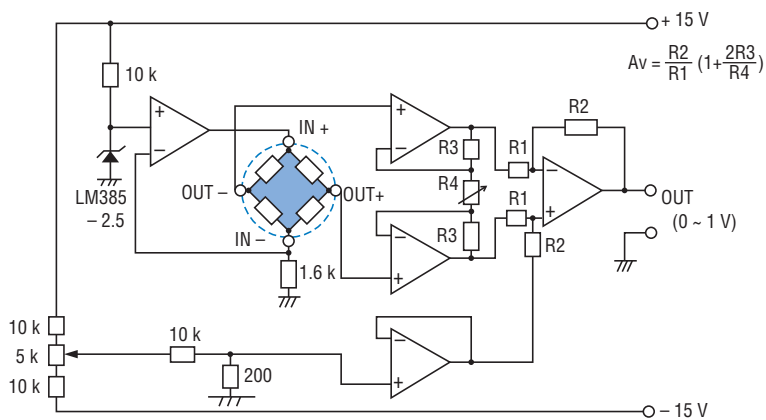 + 15 V
Av = R2/R1 (1+2R3/R4)
10 k
+
−
LM385
– 2.5
IN +
OUT –
OUT+
IN –
1.6 k
+
−
R3
R4
R3
−
+
R1
R1
R2
−
+
R2
OUT
(0 ~ 1 V)
10 k
5 k
10 k
10 k
200
−
+
– 15 V